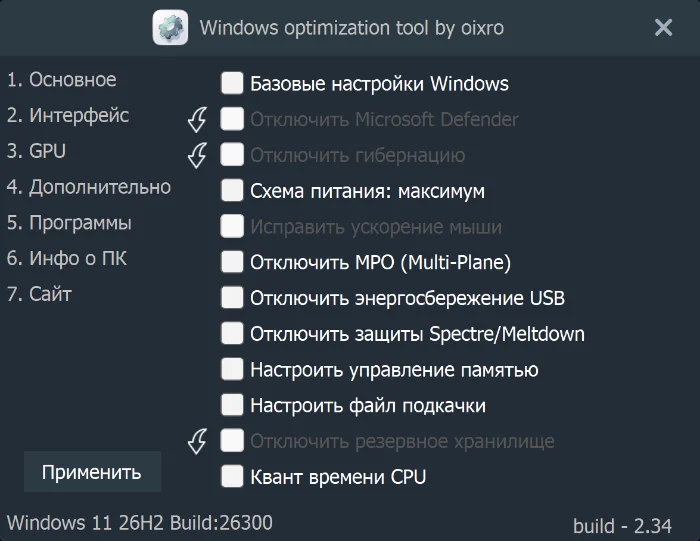 Windows optimization tool by oixro
1. Основное
2. Интерфейс
3. GPU
4. Дополнительно
5. Программы
6. Инфо о ПК
7. Сайт
Базовые настройки Windows
Отключить Microsoft Defender
Отключить гибернацию
Схема питания: максимум
Исправить ускорение мыши
Отключить MPO (Multi-Plane)
Отключить энергосбережение USB
Отключить защиты Spectre/Meltdown
Настроить управление памятью
Настроить файл подкачки
Отключить резервное хранилище
Квант времени CPU
Применить
Windows 11 26H2 Build:26300
build - 2.34